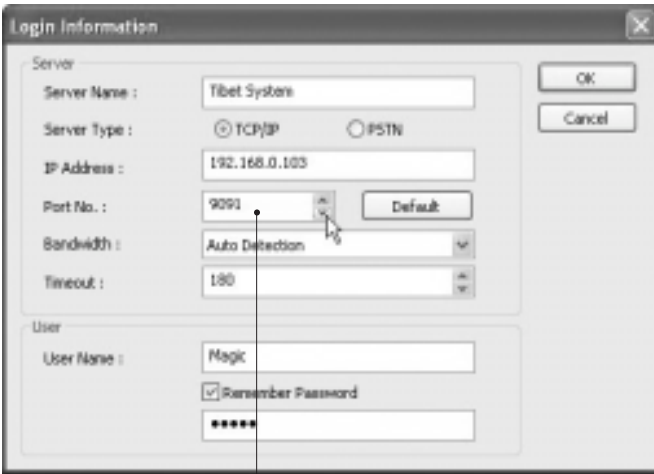 Login Information
Server
Server Name : Tibet System
Server Type : TCP/IP PSTN
IP Address : 192.168.0.103
Port No. : 9091 Default
Bandwidth : Auto Detection
Timeout : 180
User
User Name : Magic
Remember Password
•••••
OK
Cancel